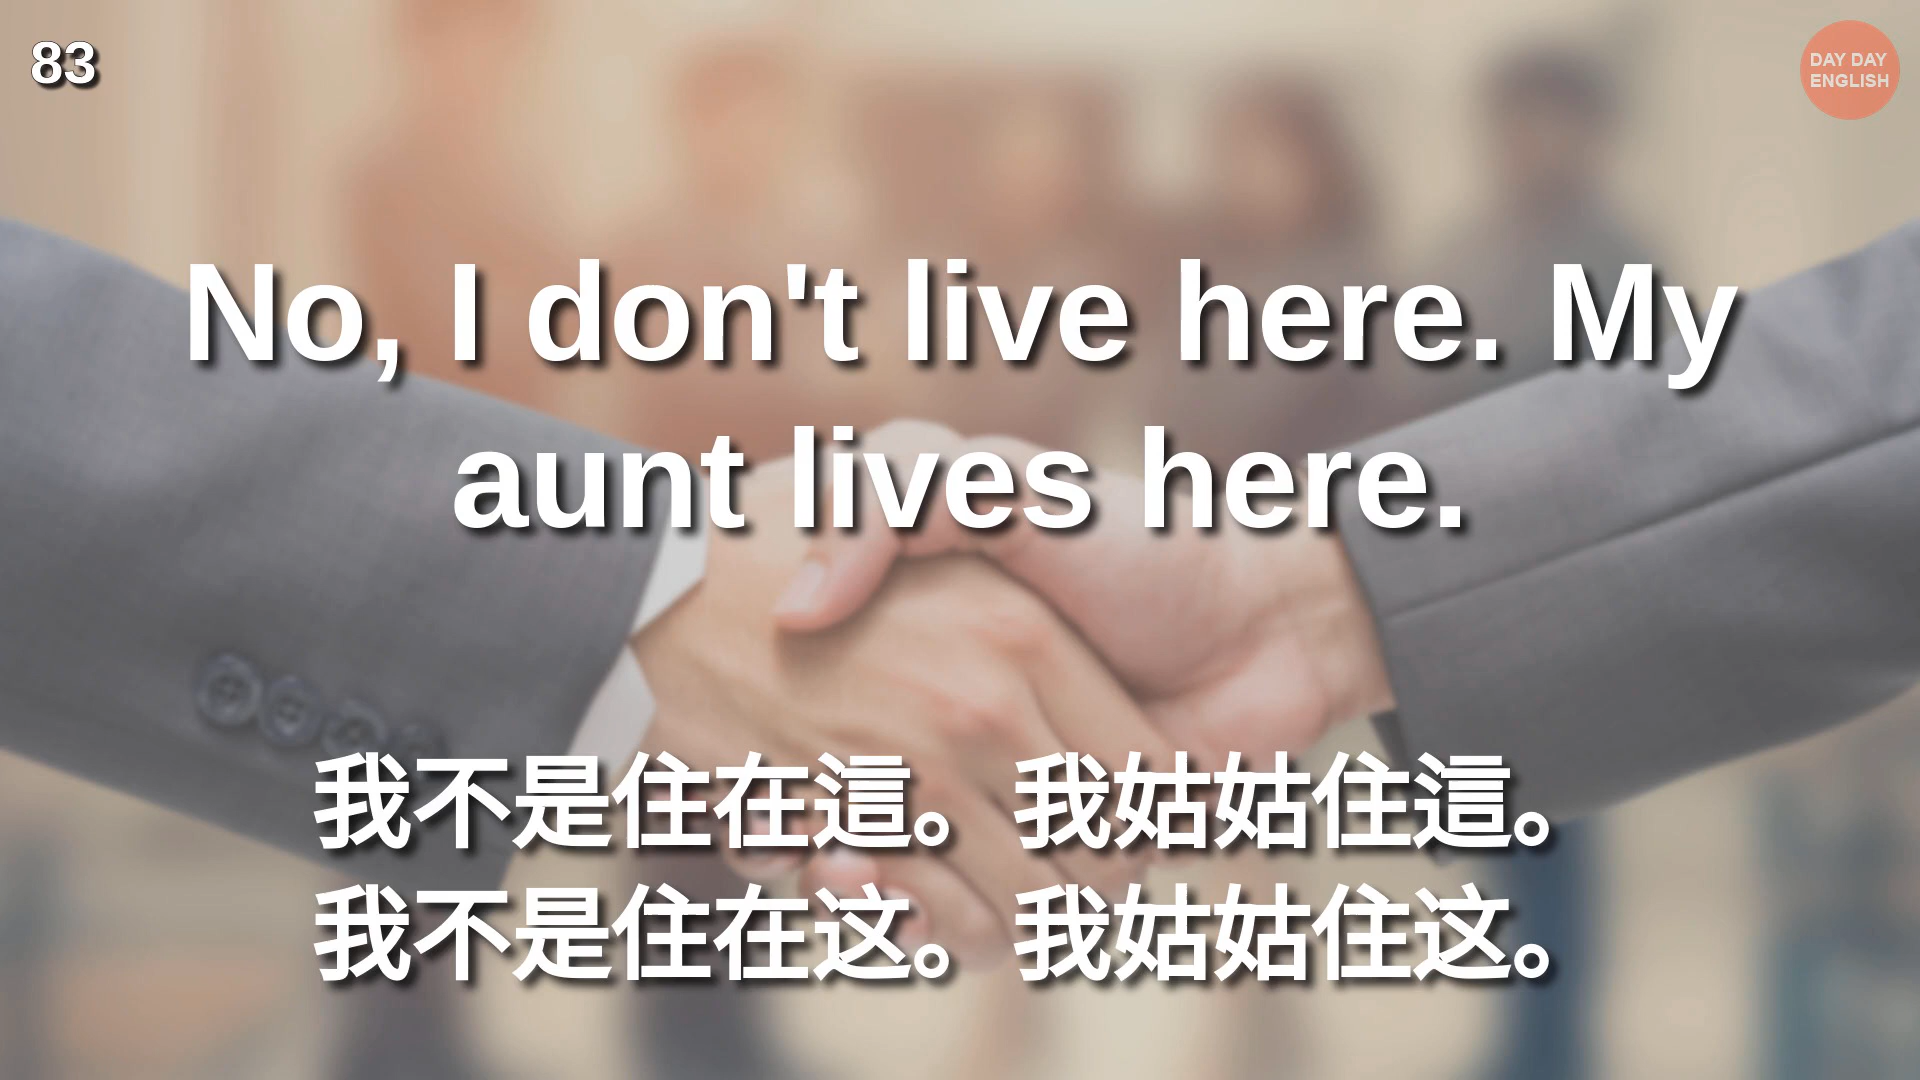 83
DAY DAY
ENGLISH
No, I don't live here. My
aunt lives here.
我不是住在這。我姑姑住這。
我不是住在这。我姑姑住这。